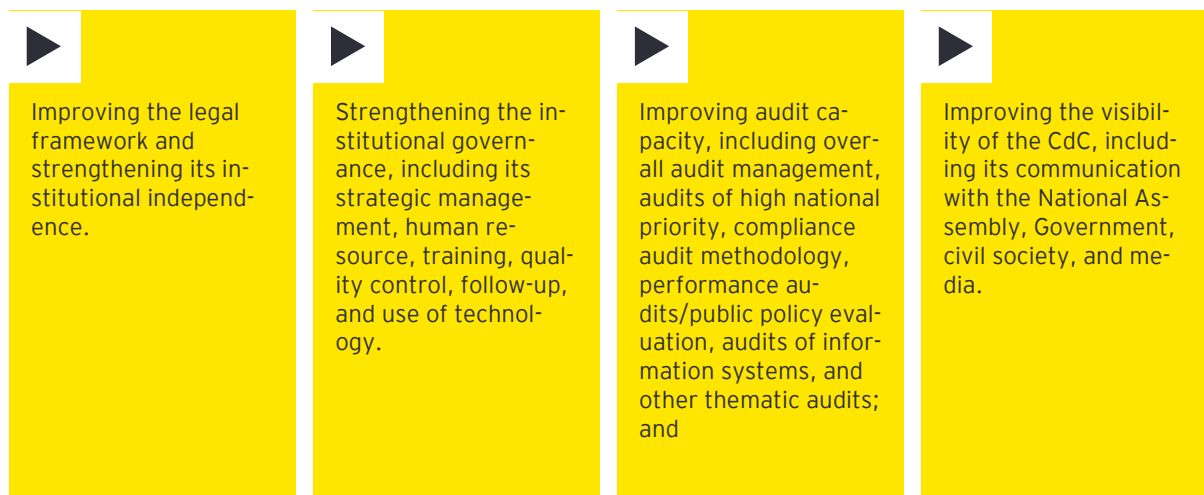 Improving the legal
framework and
strengthening its in-
stitutional independ-
ence.
Strengthening the in-
stitutional govern-
ance, including its
strategic manage-
ment, human re-
source, training, qual-
ity control, follow-up,
and use of technol-
ogy.
Improving audit ca-
pacity, including over-
all audit management,
audits of high national
priority, compliance
audit methodology,
performance au-
dits/public policy eval-
uation, audits of infor-
mation systems, and
other thematic audits;
and
Improving the visibil-
ity of the CdC, includ-
ing its communication
with the National As-
sembly, Government,
civil society, and me-
dia.